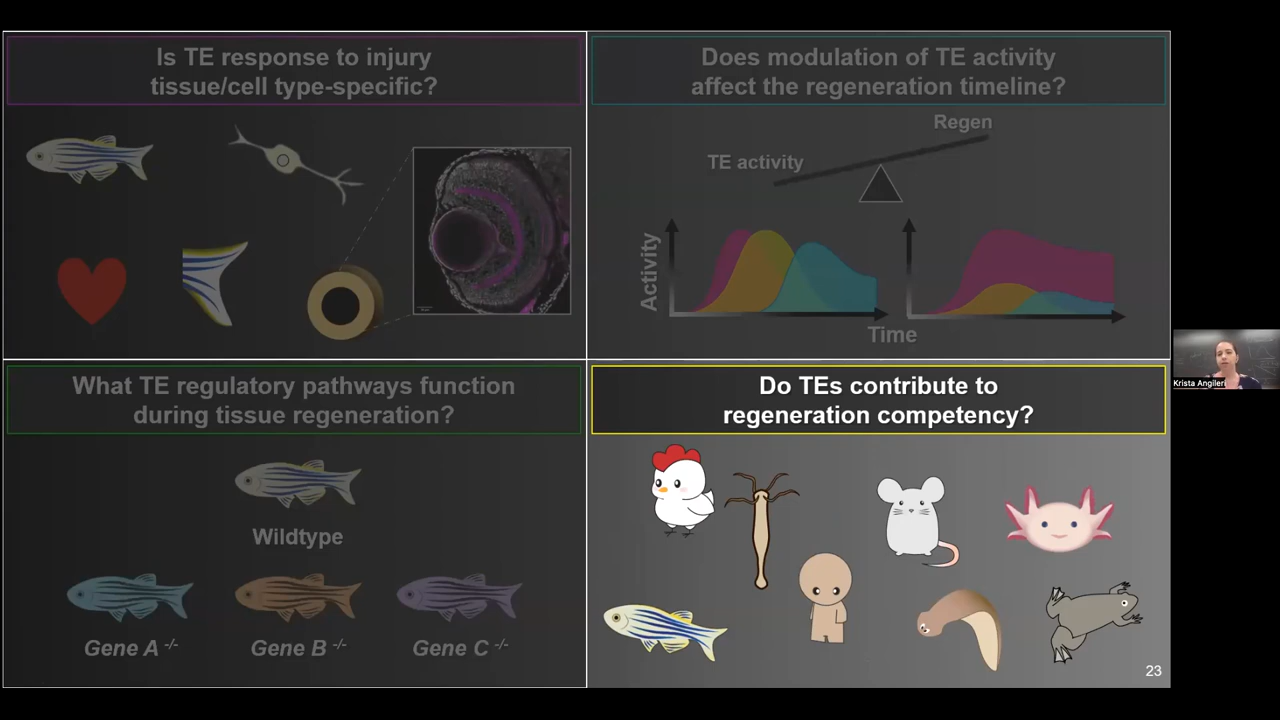 Is TE response to injury
tissue/cell type-specific?
Does modulation of TE activity
affect the regeneration timeline?
Regen
TE activity
Activity
Time
What TE regulatory pathways function
during tissue regeneration?
Wildtype
Gene A -/-
Gene B -/-
Gene C -/-
Do TEs contribute to
regeneration competency?
23
Krista Angileri